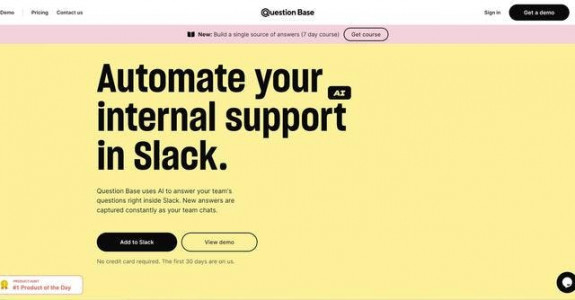 Demo
Pricing
Contact us
Question Base
Sign in
Get a demo
New: Build a single source of answers (7 day course)
Get course
Automate your
AI
internal support
in Slack.
Question Base uses AI to answer your team's
questions right inside Slack. New answers are
captured constantly as your team chats.
Add to Slack
View demo
No credit card required. The first 30 days are on us.
PRODUCT HUNT
#1 Product of the Day